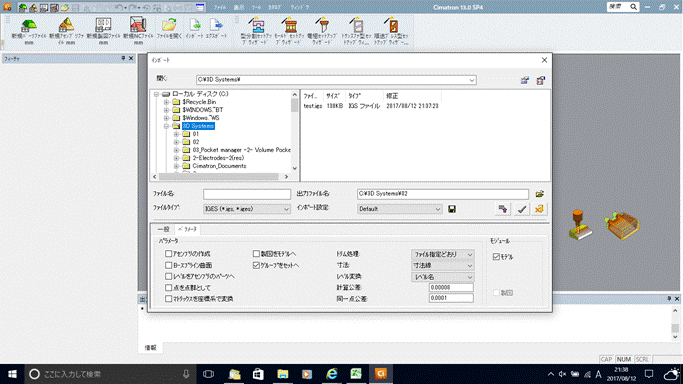 Cimatron 13.0 SP4
検索
ファイル 表示 ツール カタログ ウィンドウ
新規パートファイル mm
新規アセンブリファイル mm
新規製図ファイル mm
新規NCファイル mm
ファイルを開く
インポート
エクスポート
型分割セットアップ ウィザード
モールド セットアップ ウィザード
電極セットアップ ウィザード
トランスファ型セットアップ ウィ...
順送プレス型セットアップ ウィザー...
フィーチャ
インポート
開く:
C:¥3D Systems¥
ローカル ディスク (C:)
$Recycle.Bin
$WINDOWS.~BT
$Windows.~WS
3D Systems
01
02
03_Pocket manager -2- Volume Pocke
2-Electrodes-2(res)
Cimatron_Documents
ファイ... サイズ タイプ 修正
test.igs 138KB IGS ファイル 2017/08/12 21:37:23
ファイル名:
出力ファイル名:
C:¥3D Systems¥02
ファイルタイプ:
IGES (*.igs, *.iges)
インポート設定:
Default
一般 パラメータ
パラメータ
アセンブリの作成
B-スプライン曲面
レベルをアセンブリのパーツへ
点を点群として
マトリックスを座標系で変換
製図をモデルへ
グループをセットへ
トリム処理:
ファイル指定どおり
寸法:
寸法線
レベル変換
レベル名
計算公差:
0.00008
同一点公差:
0.0001
モジュール
モデル
製図
情報
CAP NUM SCRL
ここに入力して検索
A
21:38
2017/08/12